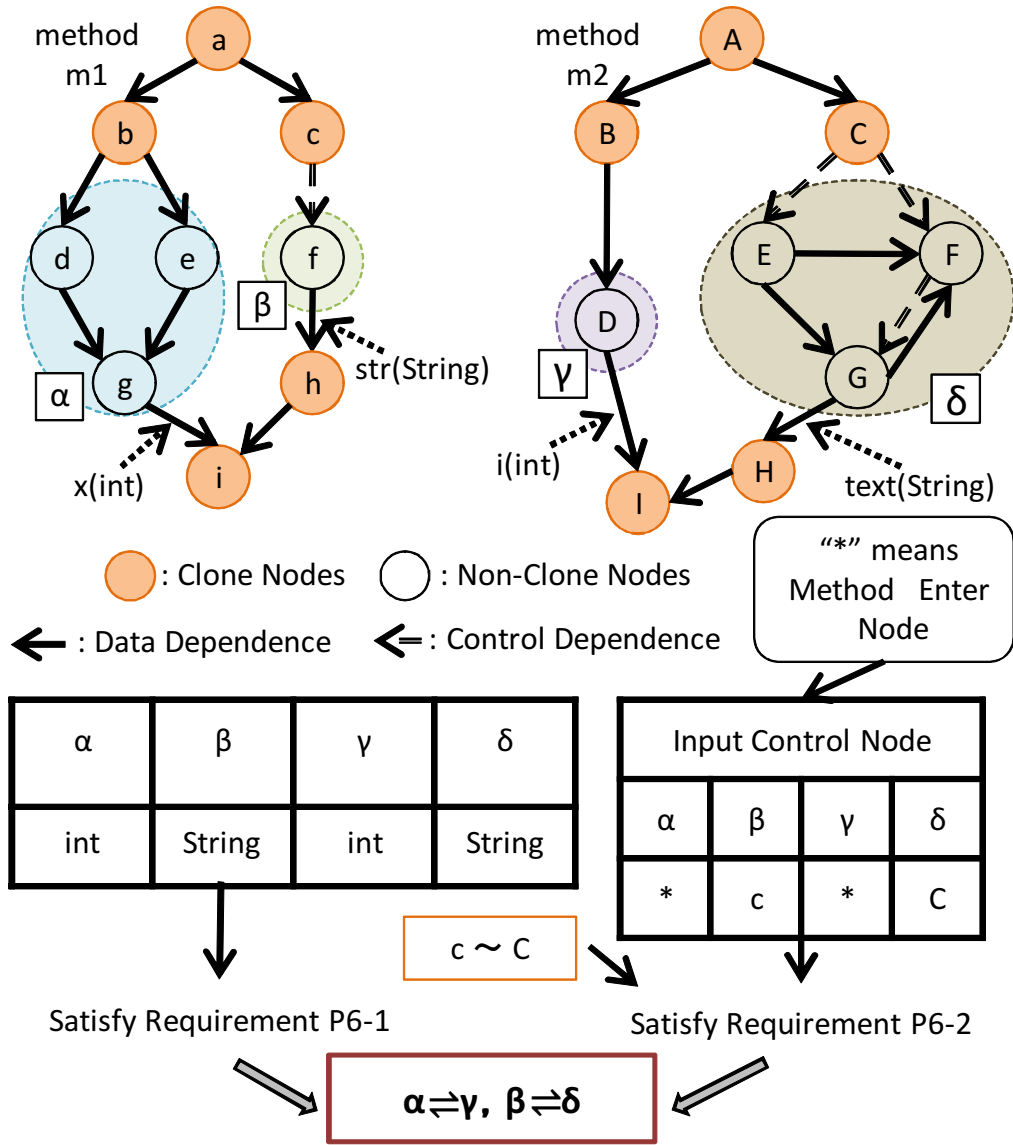 method
m1
a
b
c
d
e
f
β
α
g
h
str(String)
x(int)
i
method
m2
A
B
C
E
F
D
γ
G
δ
i(int)
H
I
text(String)
: Clone Nodes
: Non-Clone Nodes
: Data Dependence
: Control Dependence
“*” means
Method Enter
Node
α β γ δ
int String int String
Input Control Node
α β γ δ
* c * C
c ~ C
Satisfy Requirement P6-1
Satisfy Requirement P6-2
α⇌γ, β⇌δ